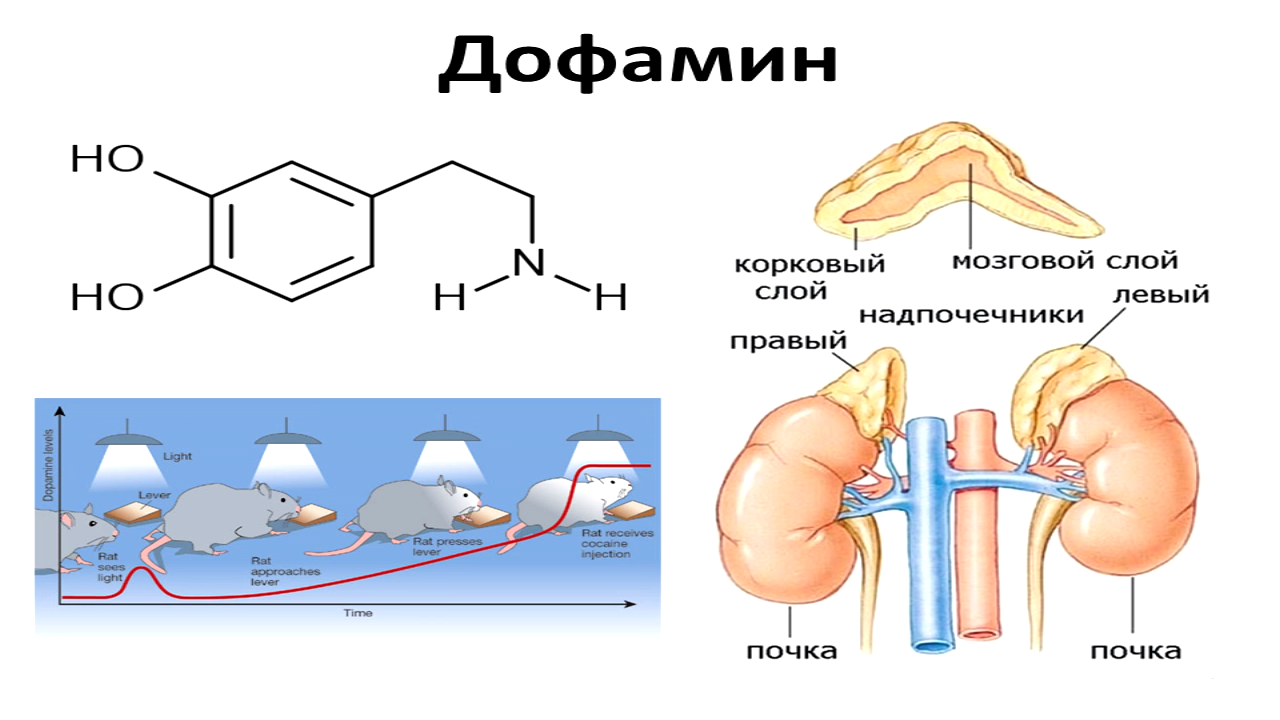 Дофамин
HO
HO
N
H
H
корковый
слой
мозговой слой
надпочечники
левый
правый
почка
почка
Dopamine levels
Light
Lever
Rat
sees
light
Rat
approaches
lever
Rat presses
lever
Rat receives
cocaine
injection
Time